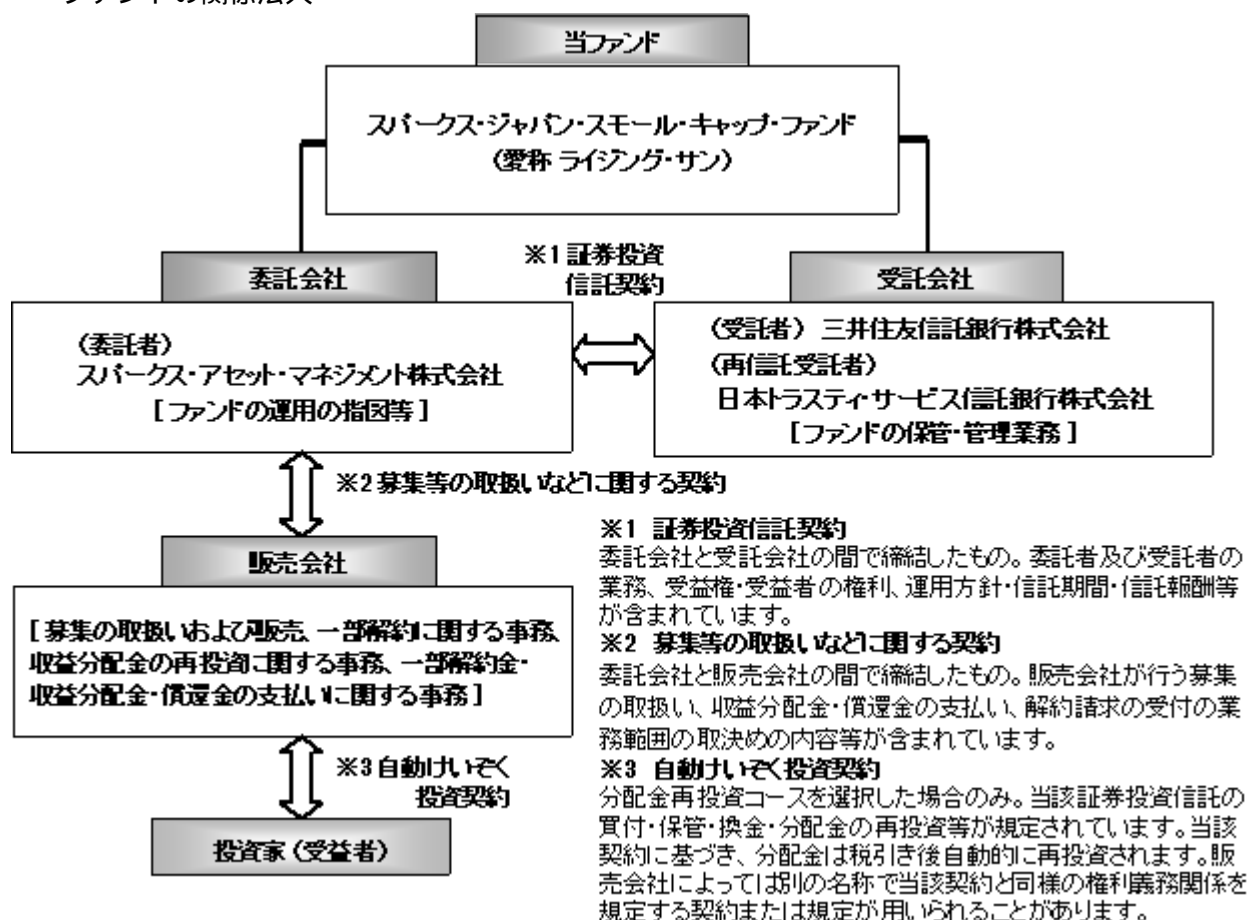 ファンドの関係法人
当ファンド
スパークス・ジャパン・スモール・キャップ・ファンド
（愛称 ライジング・サン）
※1 証券投資
信託契約
委託会社
（委託者）
スパークス・アセット・マネジメント株式会社
［ファンドの運用の指図等］
受託会社
（受託者） 三井住友信託銀行株式会社
（再信託受託者）
日本トラスティ・サービス信託銀行株式会社
［ファンドの保管・管理業務］
※2 募集等の取扱いなどに関する契約
販売会社
［募集の取扱いおよび販売、一部解約に関する事務、
収益分配金の再投資に関する事務、一部解約金・
収益分配金・償還金の支払いに関する事務］
※3 自動けいぞく
投資契約
投資家（受益者）
※1 証券投資信託契約
委託会社と受託会社の間で締結したもの。委託者及び受託者の
業務、受益権・受益者の権利、運用方針・信託期間・信託報酬等
が含まれています。
※2 募集等の取扱いなどに関する契約
委託会社と販売会社の間で締結したもの。販売会社が行う募集
の取扱い、収益分配金・償還金の支払い、解約請求の受付の業
務範囲の取決めの内容等が含まれています。
※3 自動けいぞく投資契約
分配金再投資コースを選択した場合のみ。当該証券投資信託の
買付・保管・換金・分配金の再投資等が規定されています。当該
契約に基づき、分配金は税引き後自動的に再投資されます。販
売会社によっては別の名称で当該契約と同様の権利義務関係を
規定する契約または規定が用いられることがあります。